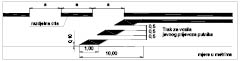 a a a
razdjelna crta
Trak za vozila
javnog prijevoza putnika
0,5
0,5
0,5
0,10
1,00
10,00
mjere u metrima